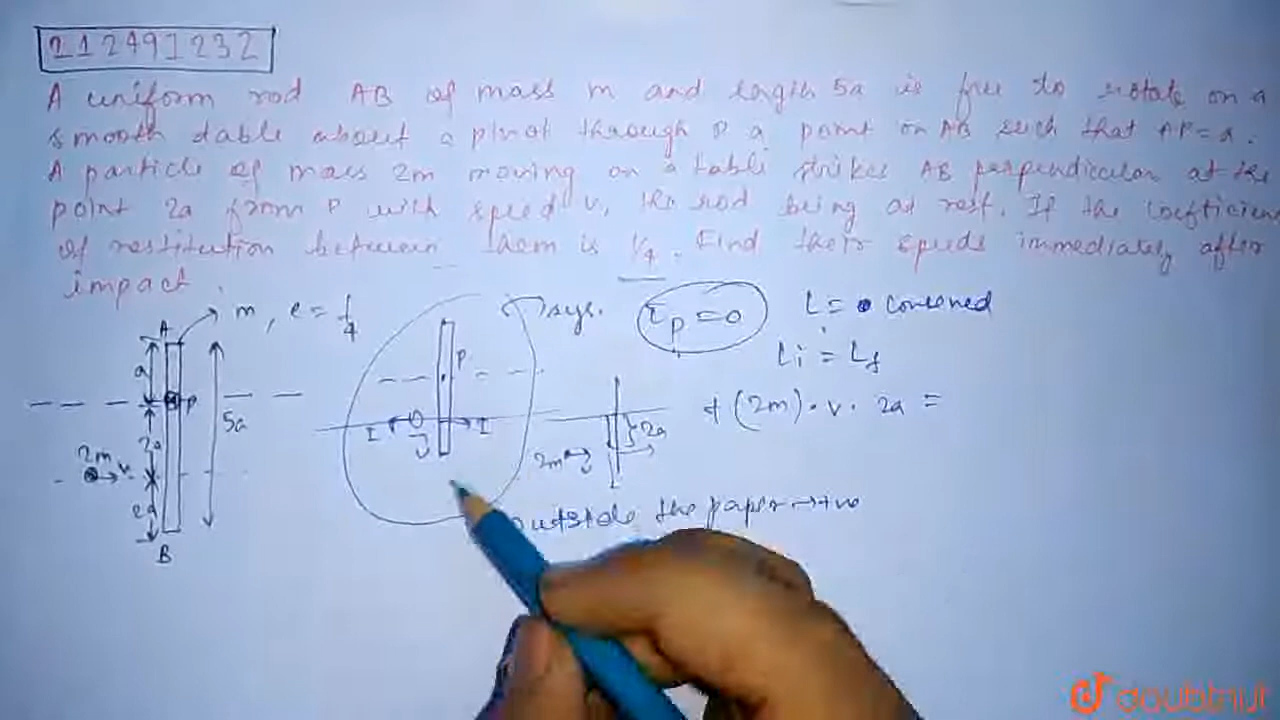 212491232
A uniform rod AB of mass m and length 5a is free to rotate on a
smooth table about a pivot through P a point on AB such that AP = a.
A particle of mass 2m moving on a table strikes AB perpendicular at the
point 2a from P with speed v, the rod being at rest. If the coefficient
of restitution between them is 1/4. Find their speeds immediately after
impact.
A m, e = 1/4
a P 5a
2a
2m v
2a
B
P
I v I
sys.
τp = 0
L = conserved
Li = Lf
+ (2m) · v · 2a =
2m v 2a
outside the paper → +ve
doubtnut